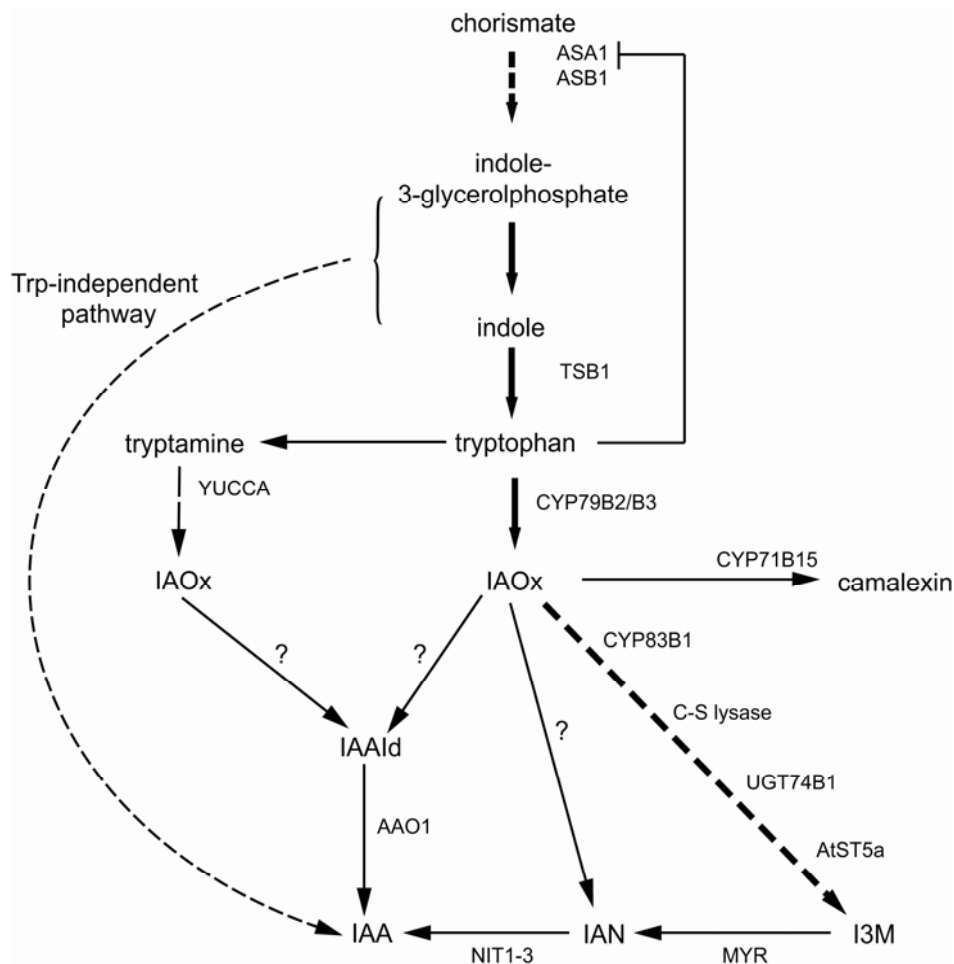 chorismate
ASA1
ASB1
indole-
3-glycerolphosphate
Trp-independent
pathway
indole
TSB1
tryptamine
tryptophan
YUCCA
CYP79B2/B3
IAOx
IAOx
CYP71B15
camalexin
CYP83B1
?
?
C-S lysase
?
IAAld
UGT74B1
AAO1
AtST5a
IAA
NIT1-3
IAN
MYR
I3M